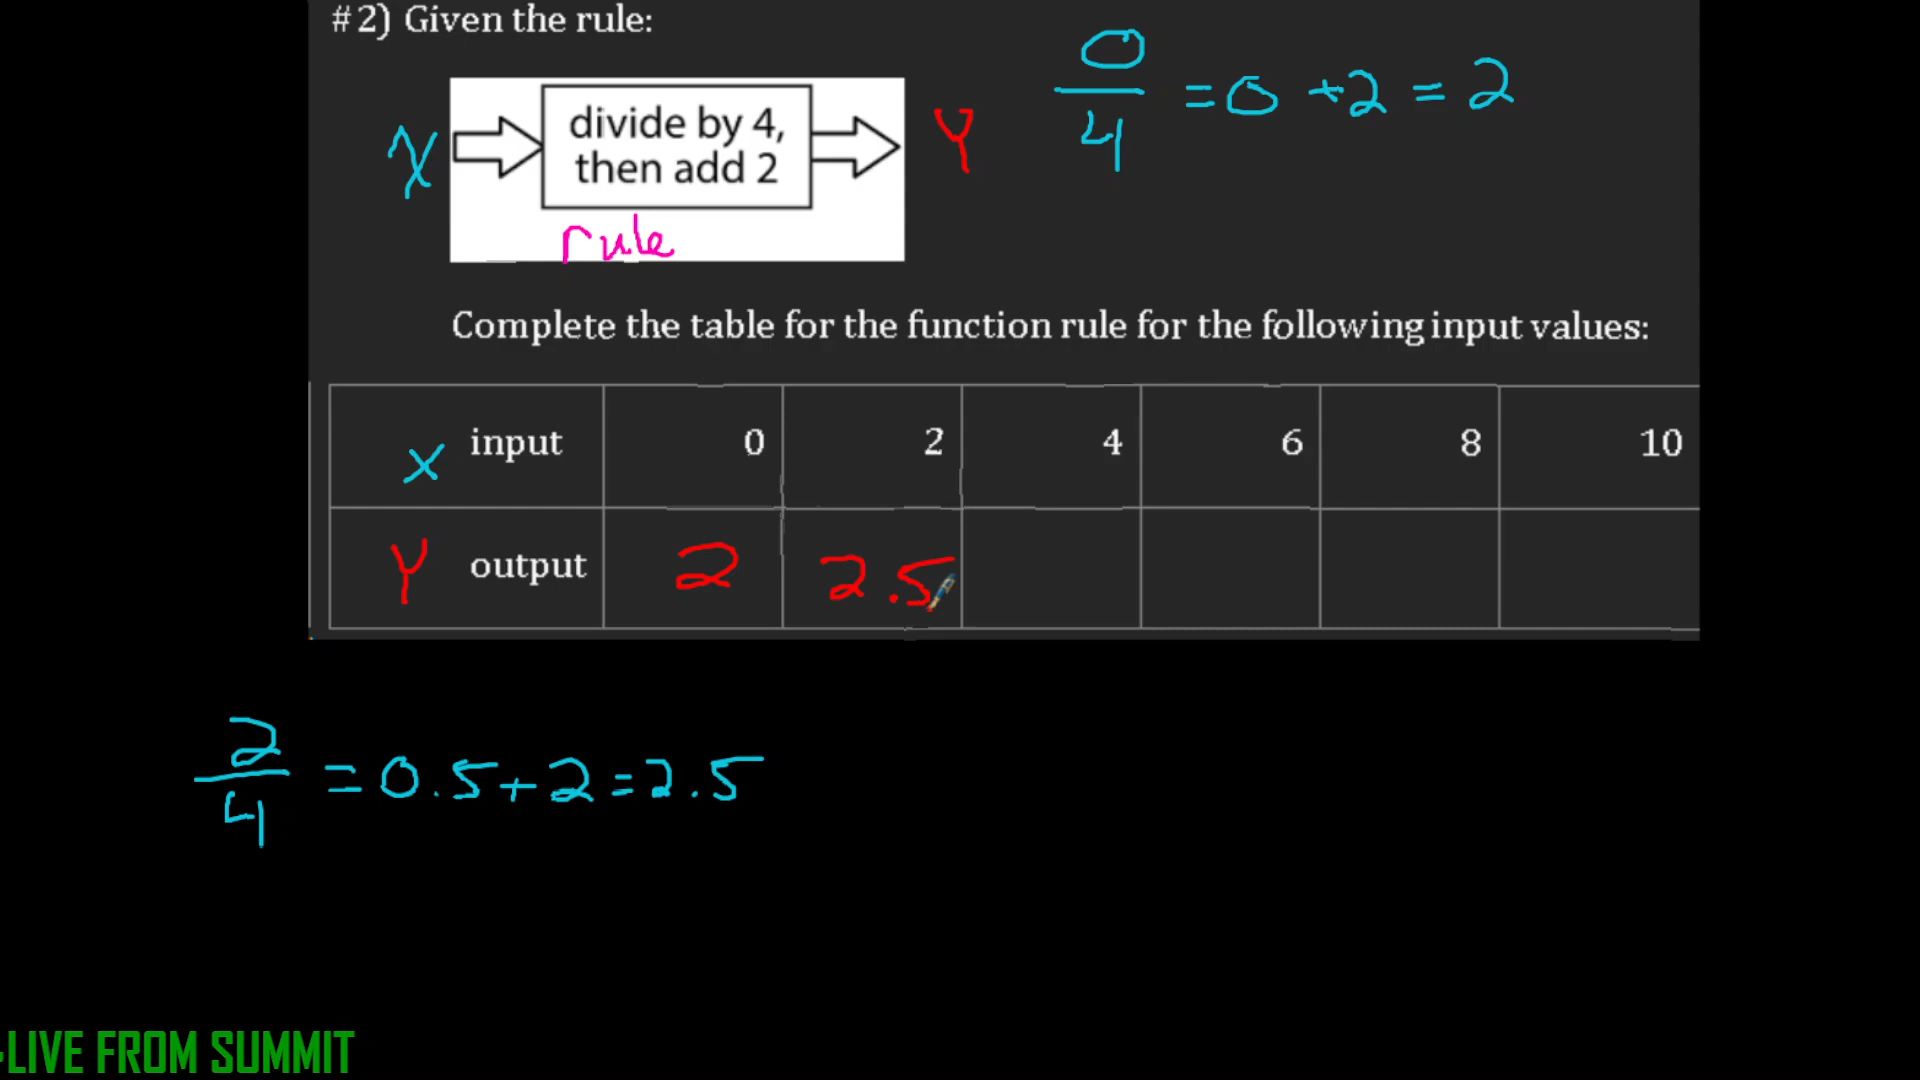 #2) Given the rule:
0/4 = 0 + 2 = 2
X divide by 4, then add 2 Y
rule
Complete the table for the function rule for the following input values:
x input 0 2 4 6 8 10
Y output 2 2.5
2/4 = 0.5 + 2 = 2.5
LIVE FROM SUMMIT